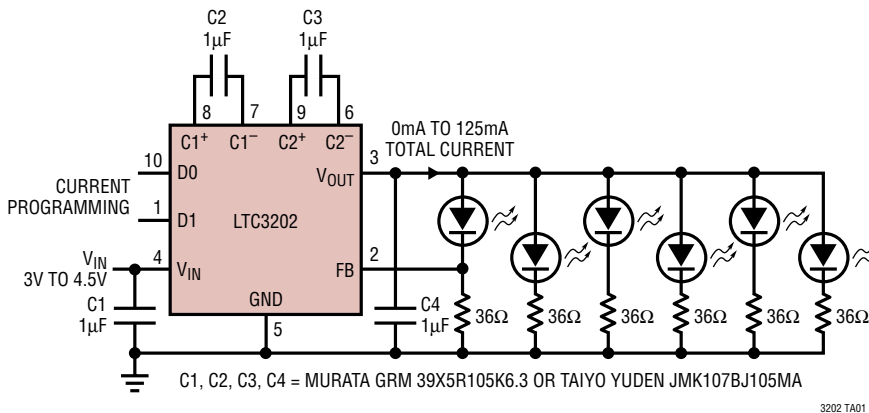 C2
1µF
C3
1µF
8
7
9
6
C1+
C1–
C2+
C2–
0mA TO 125mA
TOTAL CURRENT
10
D0
VOUT
3
CURRENT
PROGRAMMING
1
D1
LTC3202
VIN
3V TO 4.5V
4
VIN
FB
2
GND
5
C1
1µF
C4
1µF
36Ω
36Ω
36Ω
36Ω
36Ω
36Ω
C1, C2, C3, C4 = MURATA GRM 39X5R105K6.3 OR TAIYO YUDEN JMK107BJ105MA
3202 TA01